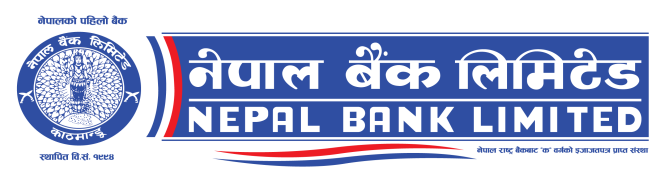 नेपालको पहिलो बैंक
नेपाल बैंक लिमिटेड
काठमाण्डू
स्थापित वि.सं. १९९४
नेपाल बैंक लिमिटेड
NEPAL BANK LIMITED
नेपाल राष्ट्र बैंकबाट 'क' वर्गको इजाजतपत्र प्राप्त संस्था